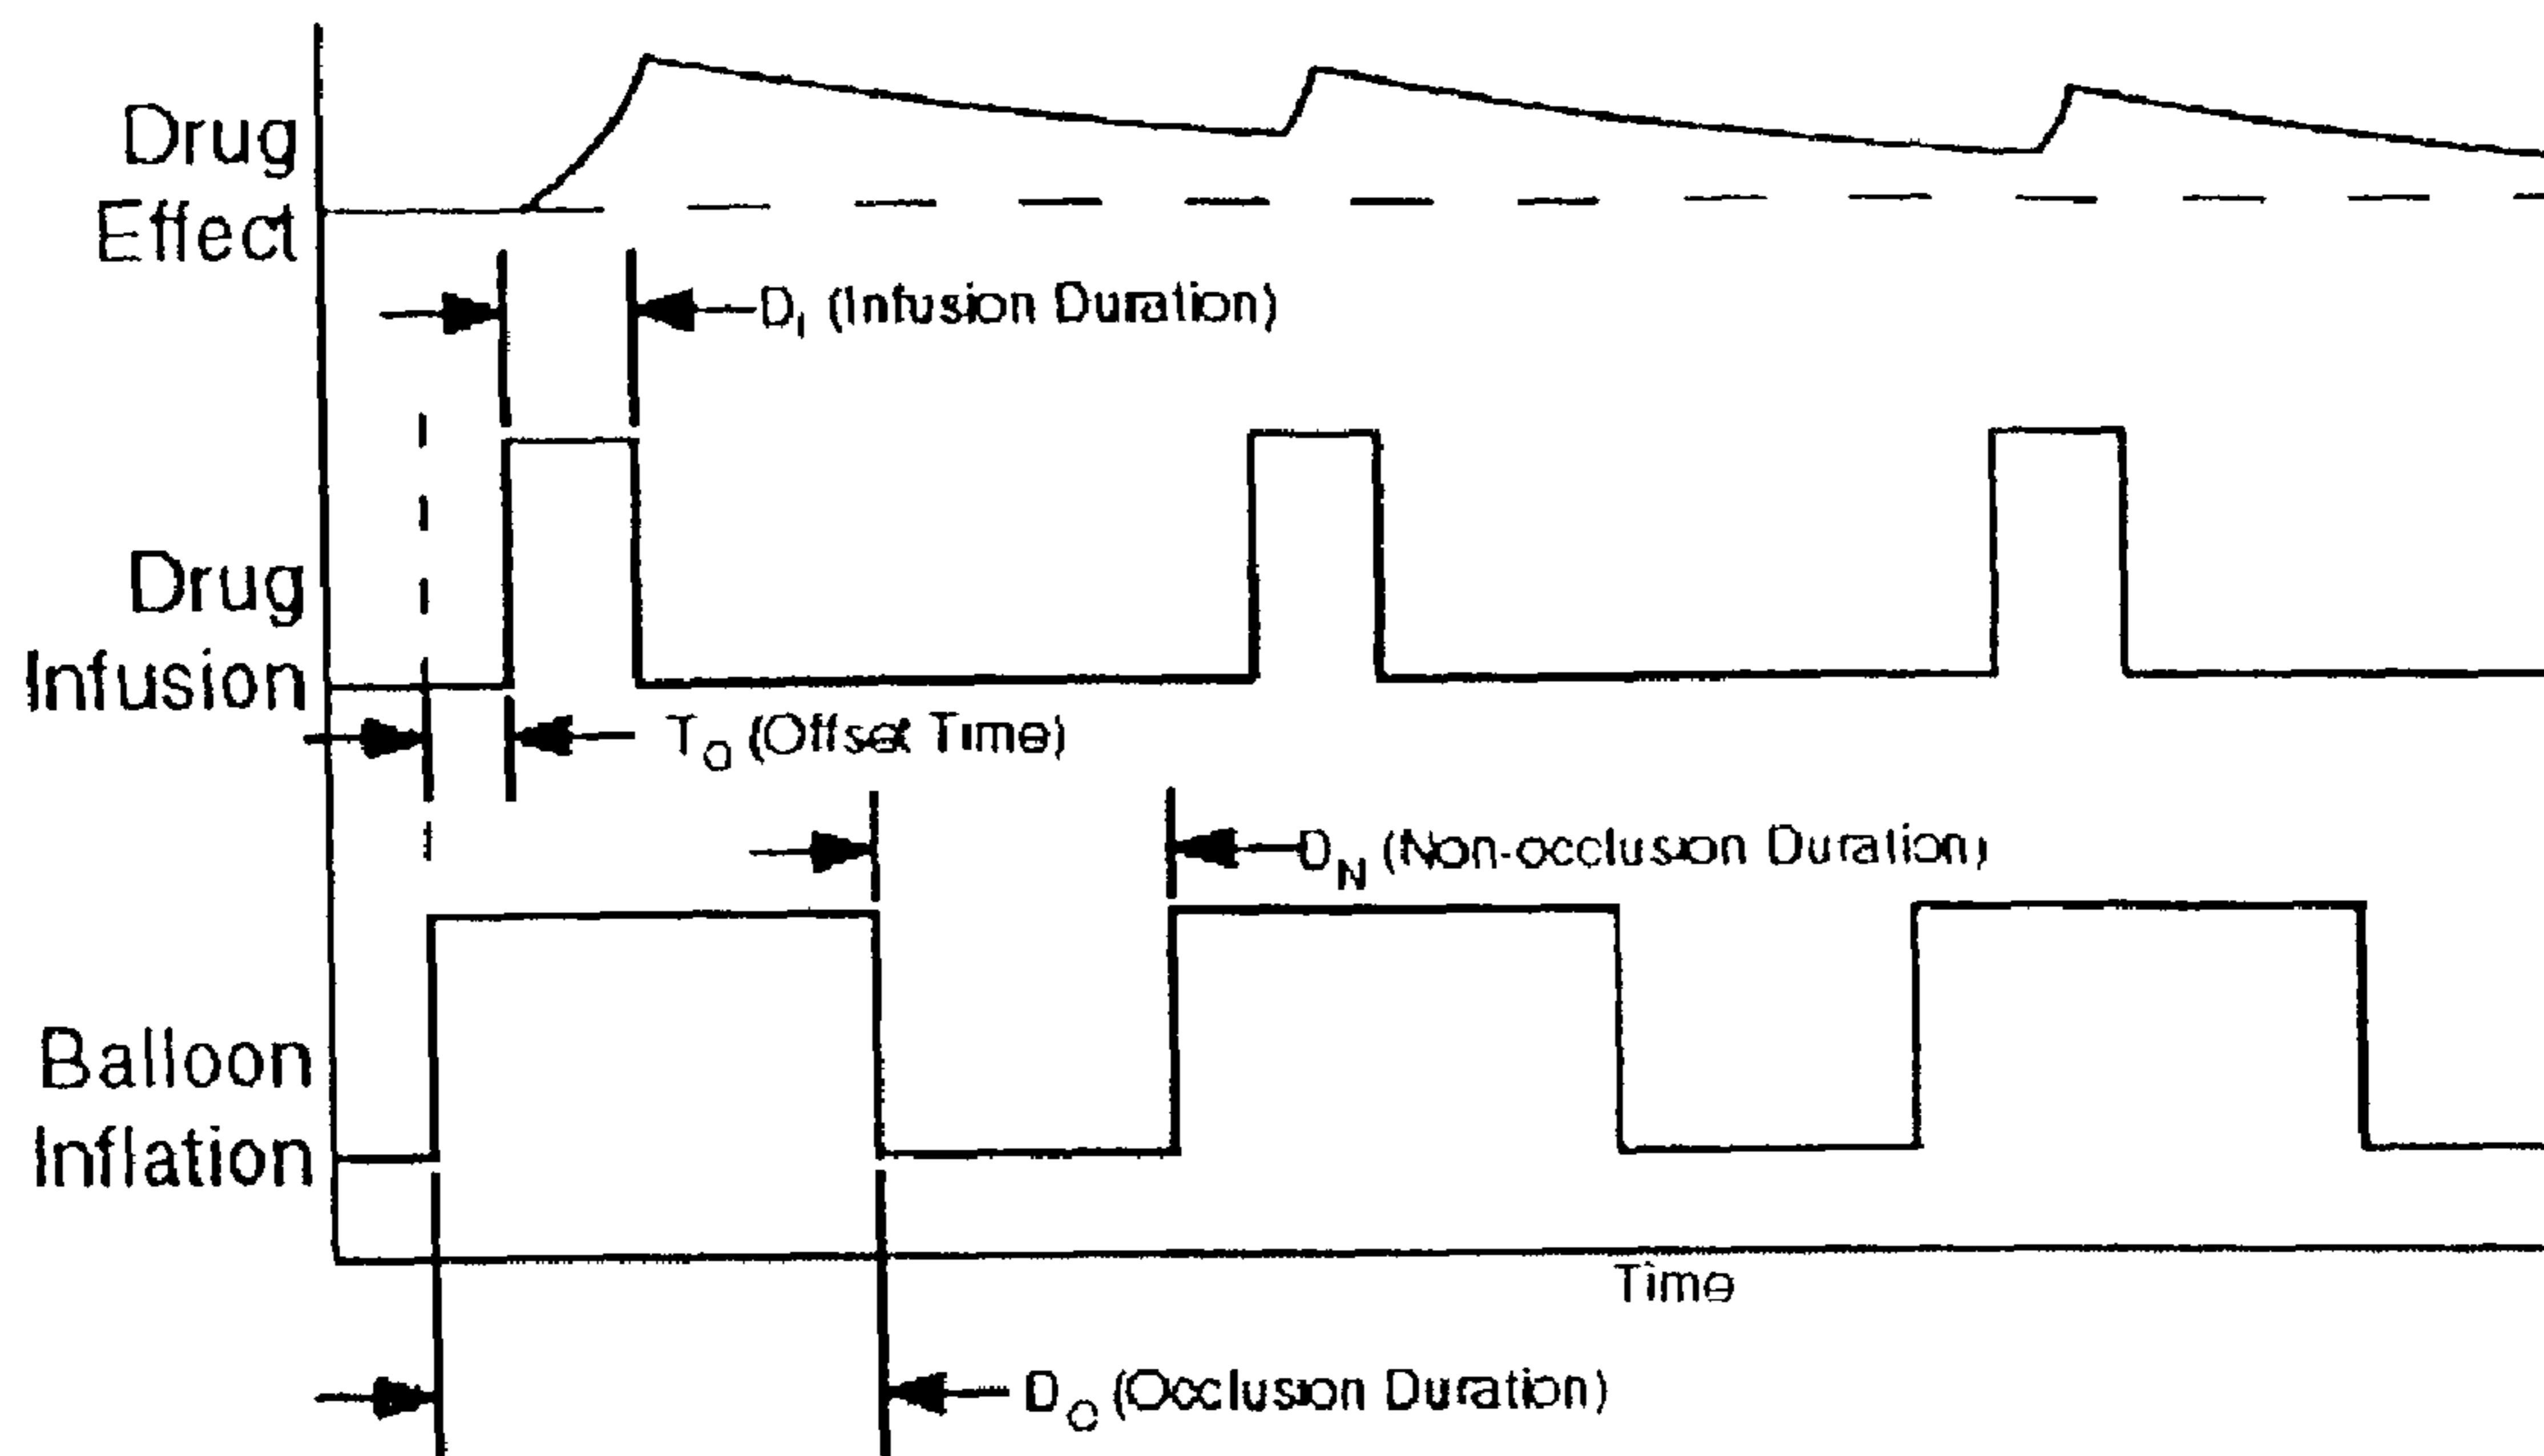 Drug
Effect
D_I (Infusion Duration)
Drug
Infusion
T_O (Offset Time)
D_N (Non-occlusion Duration)
Balloon
Inflation
Time
D_O (Occlusion Duration)